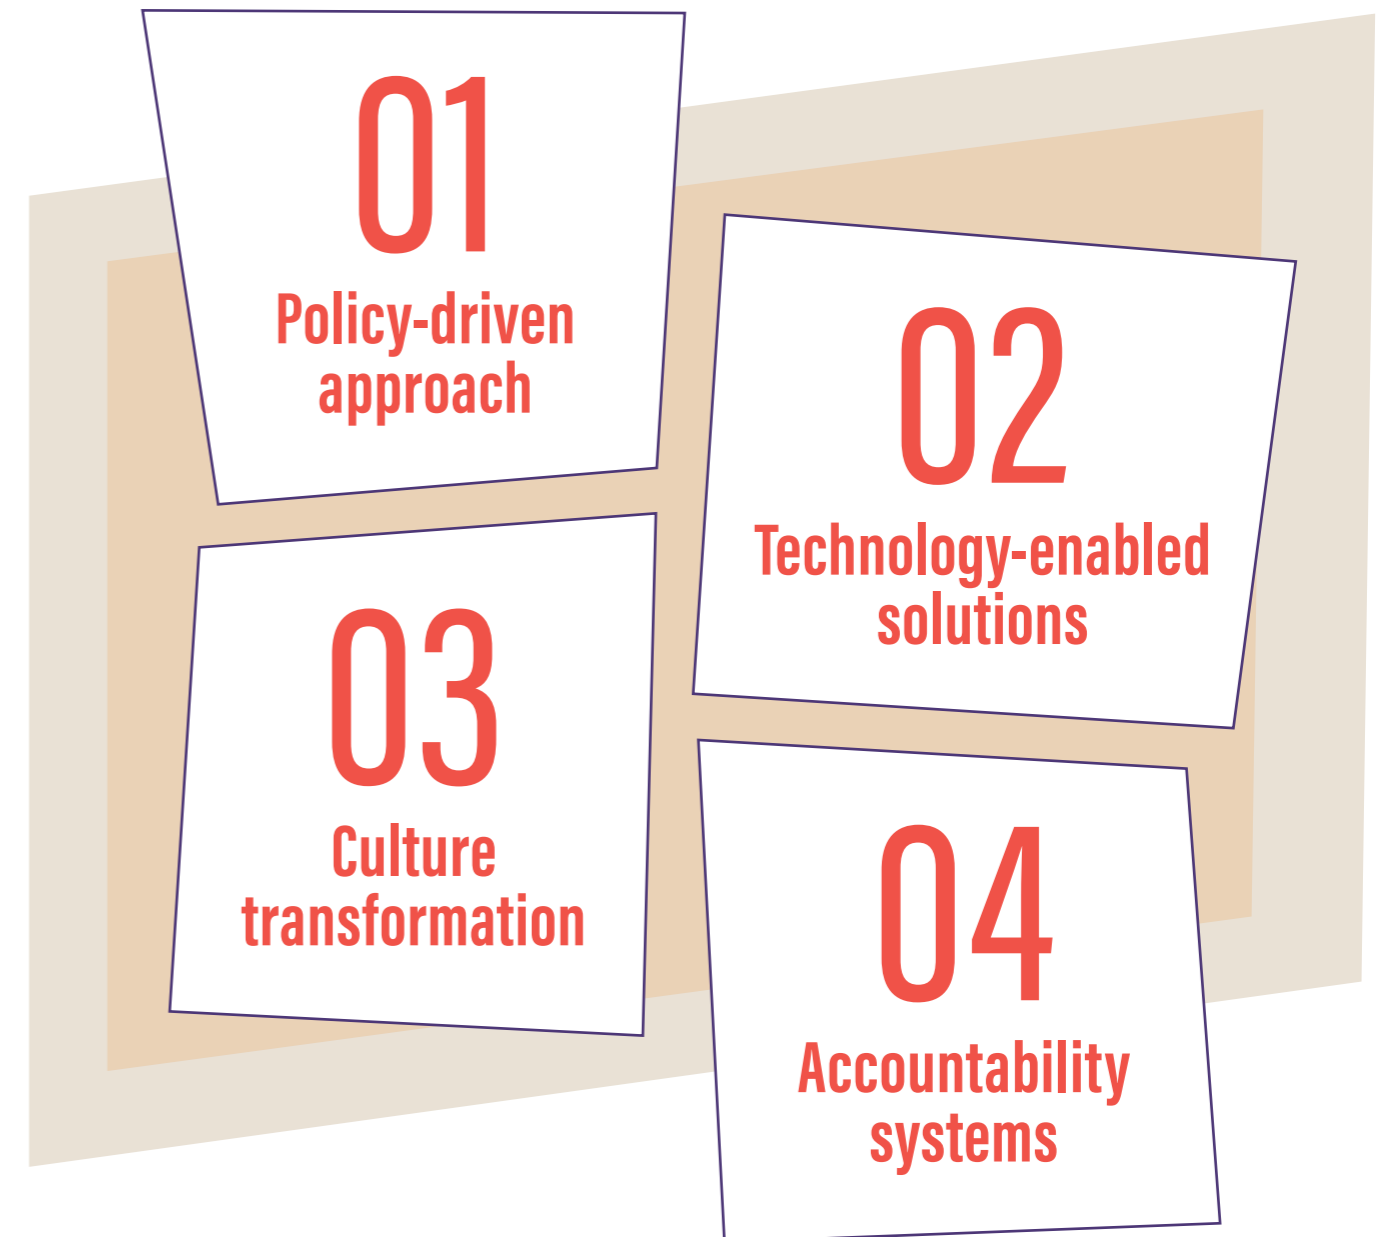 01
Policy-driven
approach
02
Technology-enabled
solutions
03
Culture
transformation
04
Accountability
systems